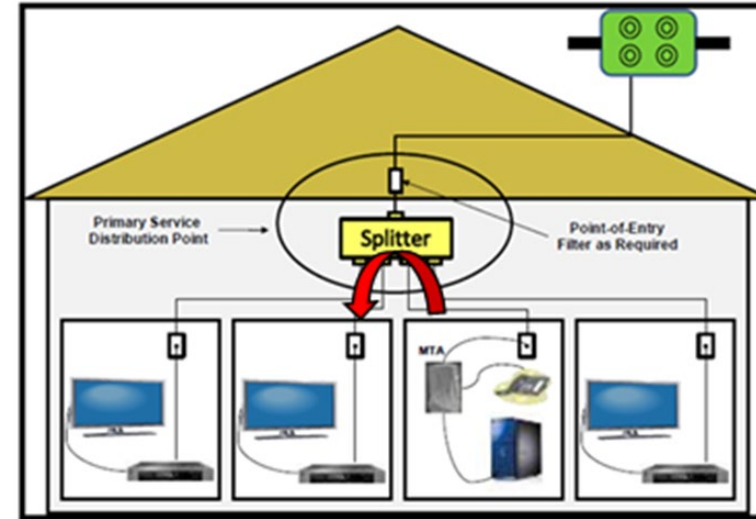 Primary Service
Distribution Point
Splitter
Point-of-Entry
Filter as Required
MTA